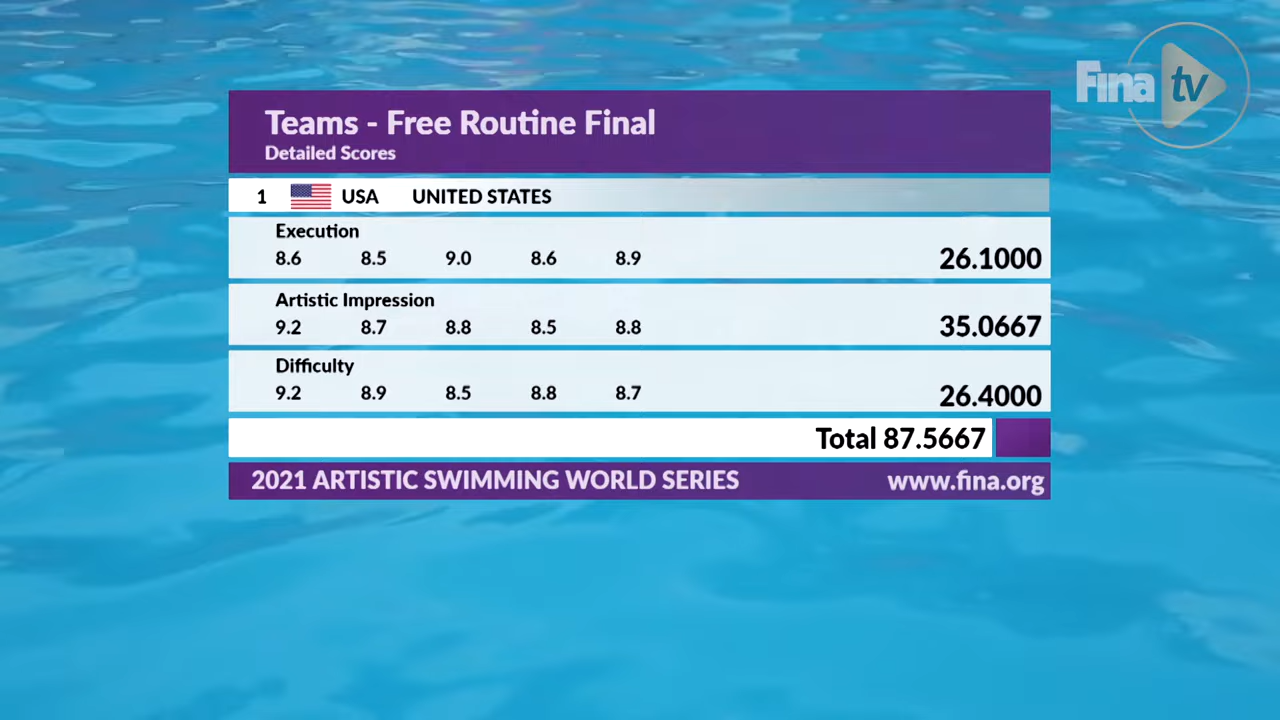 Fina tv
Teams - Free Routine Final
Detailed Scores
1 USA UNITED STATES
Execution
8.6 8.5 9.0 8.6 8.9 26.1000
Artistic Impression
9.2 8.7 8.8 8.5 8.8 35.0667
Difficulty
9.2 8.9 8.5 8.8 8.7 26.4000
Total 87.5667
2021 ARTISTIC SWIMMING WORLD SERIES www.fina.org